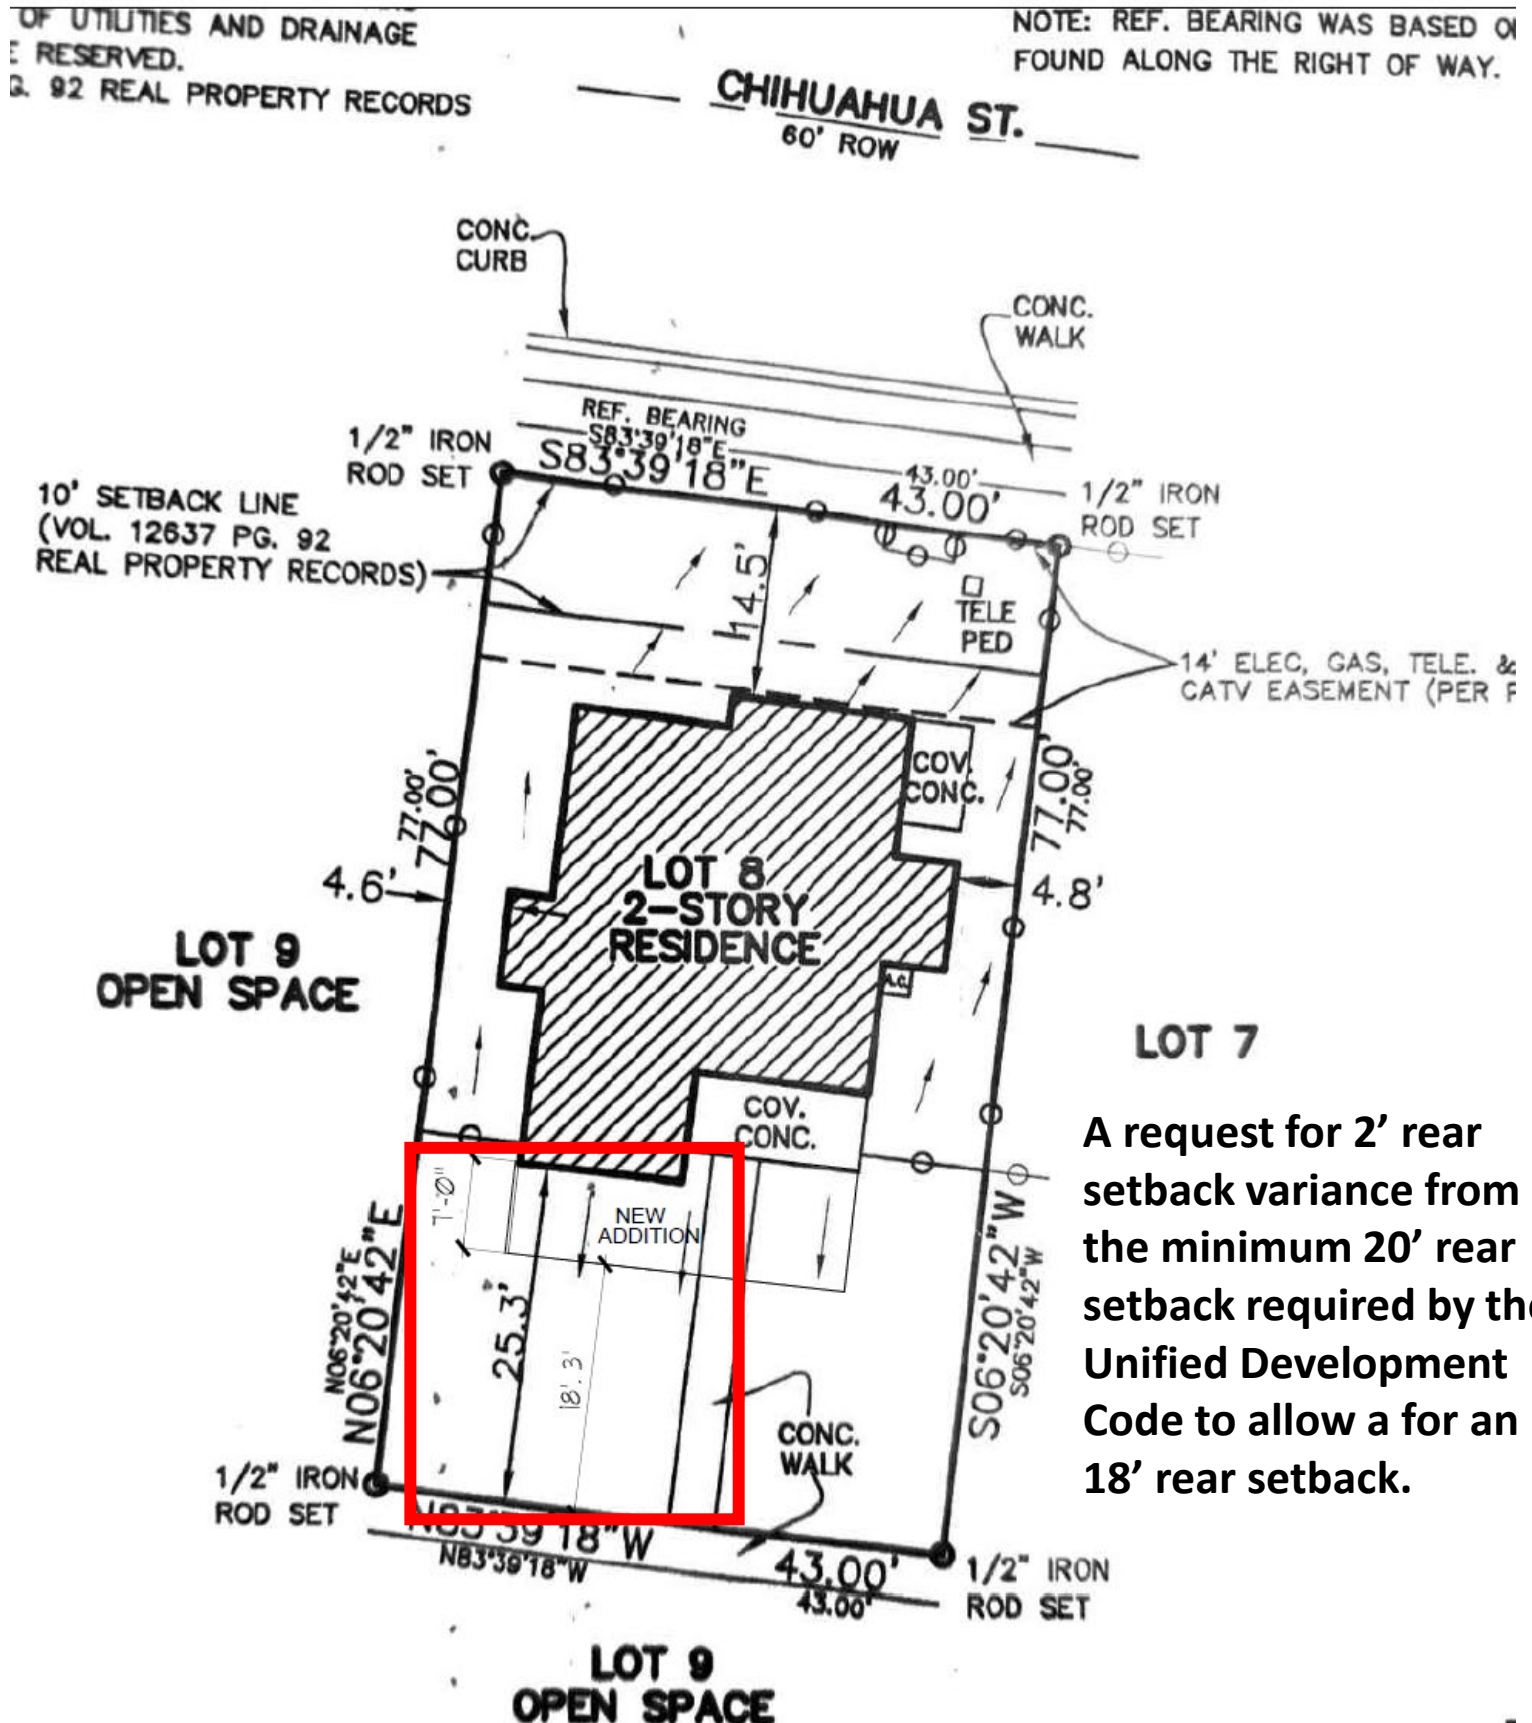 OF UTILITIES AND DRAINAGE
RESERVED.
92 REAL PROPERTY RECORDS
NOTE: REF. BEARING WAS BASED
FOUND ALONG THE RIGHT OF WAY.
CHIHUAHUA ST.
60' ROW
CONC.
CURB
CONC.
WALK
REF. BEARING
S83°39'18"E
S83°39'18"E
43.00'
43.00'
1/2" IRON
ROD SET
1/2" IRON
ROD SET
10' SETBACK LINE
(VOL. 12637 PG. 92
REAL PROPERTY RECORDS)
14.5'
TELE
PED
14' ELEC, GAS, TELE. &
CATV EASEMENT (PER
COV.
CONC.
77.00'
77.00'
77.00'
77.00'
4.6'
4.8'
LOT 8
2-STORY
RESIDENCE
LOT 9
OPEN SPACE
A.C.
LOT 7
COV.
CONC.
A request for 2’ rear
setback variance from
the minimum 20’ rear
setback required by the
Unified Development
Code to allow a for an
18’ rear setback.
7'-0"
NEW
ADDITION
25.3'
18'.3'
N06°20'42"E
N06°20'42"E
S06°20'42"W
S06°20'42"W
CONC.
WALK
1/2" IRON
ROD SET
N83°39'18"W
N83°39'18"W
43.00'
43.00'
1/2" IRON
ROD SET
LOT 9
OPEN SPACE